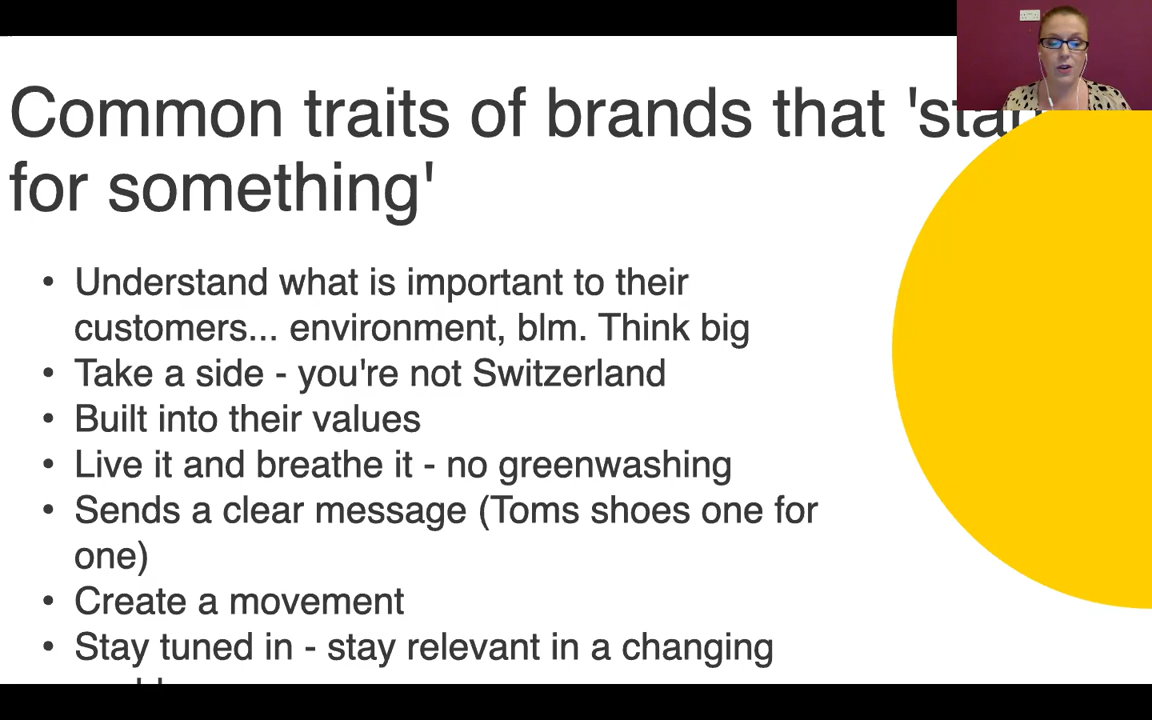 Common traits of brands that 'stan
for something'
• Understand what is important to their
customers... environment, blm. Think big
• Take a side - you're not Switzerland
• Built into their values
• Live it and breathe it - no greenwashing
• Sends a clear message (Toms shoes one for
one)
• Create a movement
• Stay tuned in - stay relevant in a changing